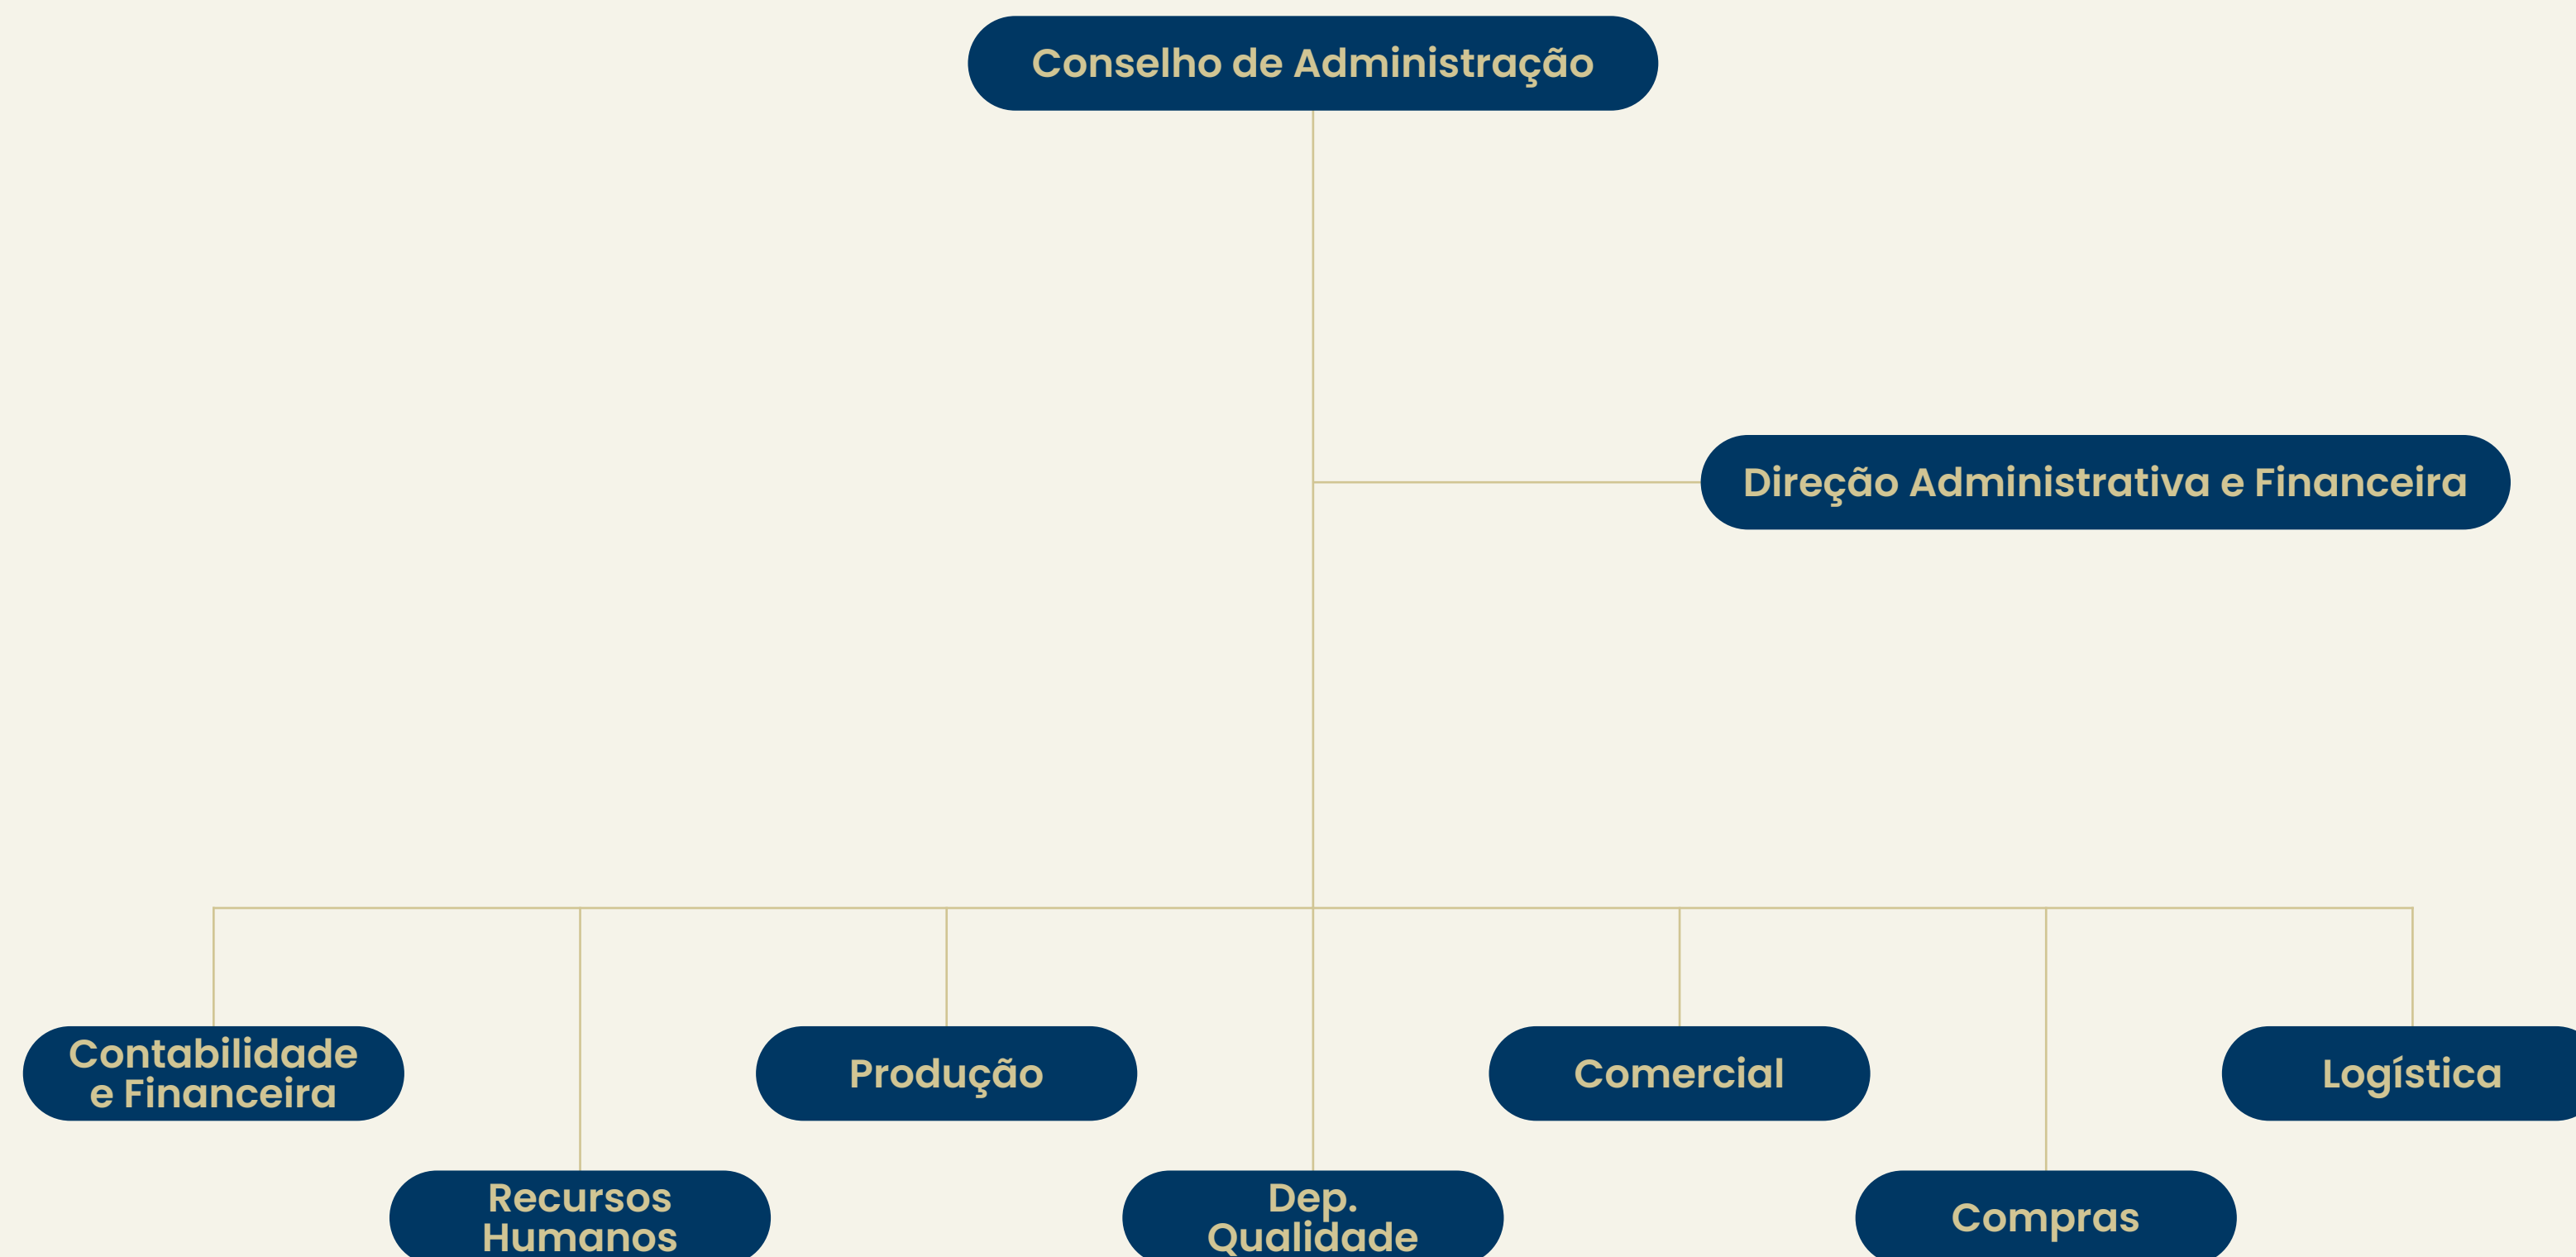 Conselho de Administração
Direção Administrativa e Financeira
Contabilidade
e Financeira
Produção
Comercial
Logística
Recursos
Humanos
Dep.
Qualidade
Compras